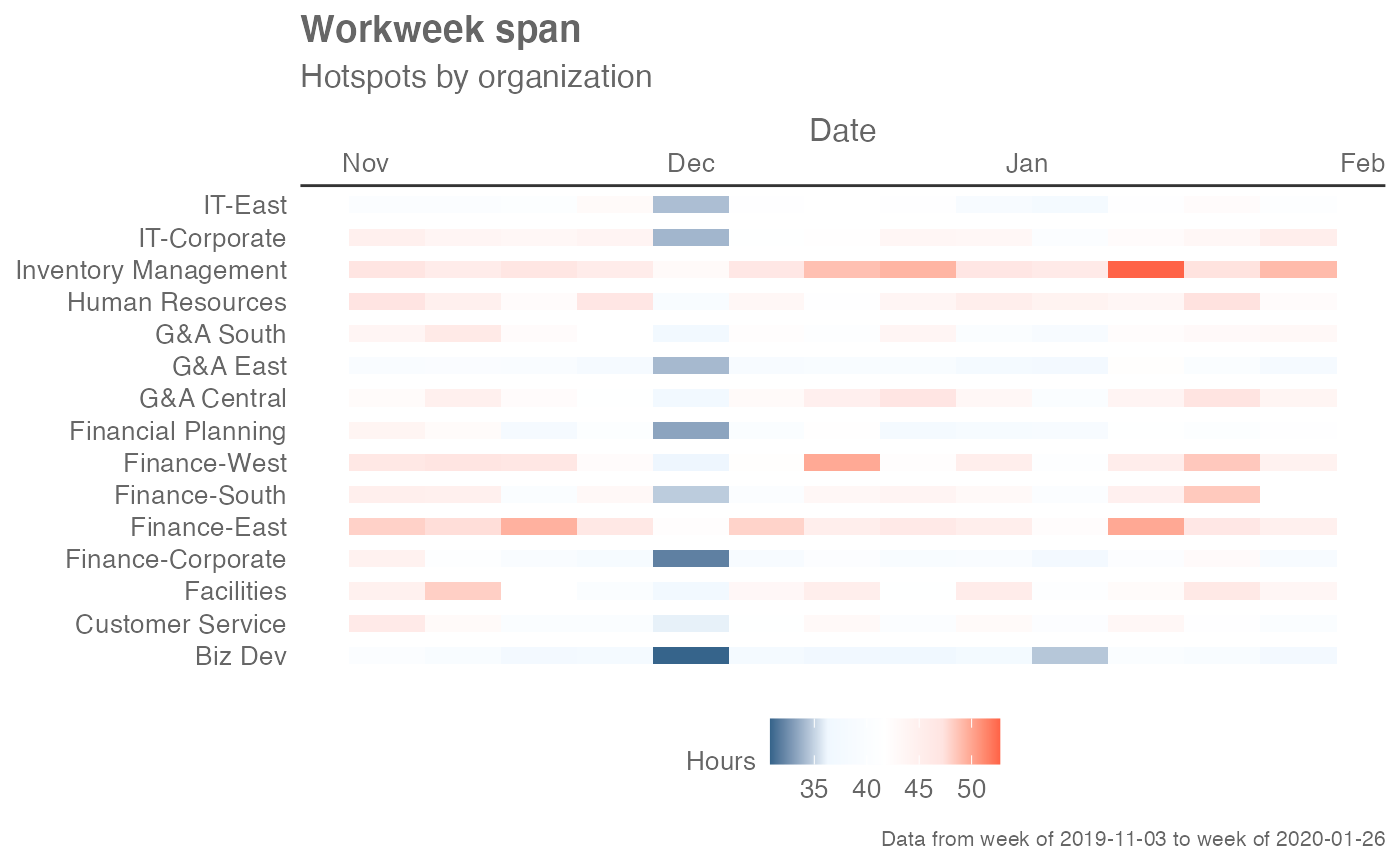 Workweek span
Hotspots by organization
Date
Nov Dec Jan Feb
IT-East
IT-Corporate
Inventory Management
Human Resources
G&A South
G&A East
G&A Central
Financial Planning
Finance-West
Finance-South
Finance-East
Finance-Corporate
Facilities
Customer Service
Biz Dev
Hours
35 40 45 50
Data from week of 2019-11-03 to week of 2020-01-26